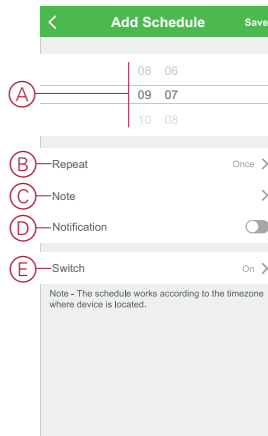 Add Schedule Save
08 06
A
09 07
10 08
B Repeat Once
C Note
D Notification
E Switch On
Note - The schedule works according to the timezone
where device is located.